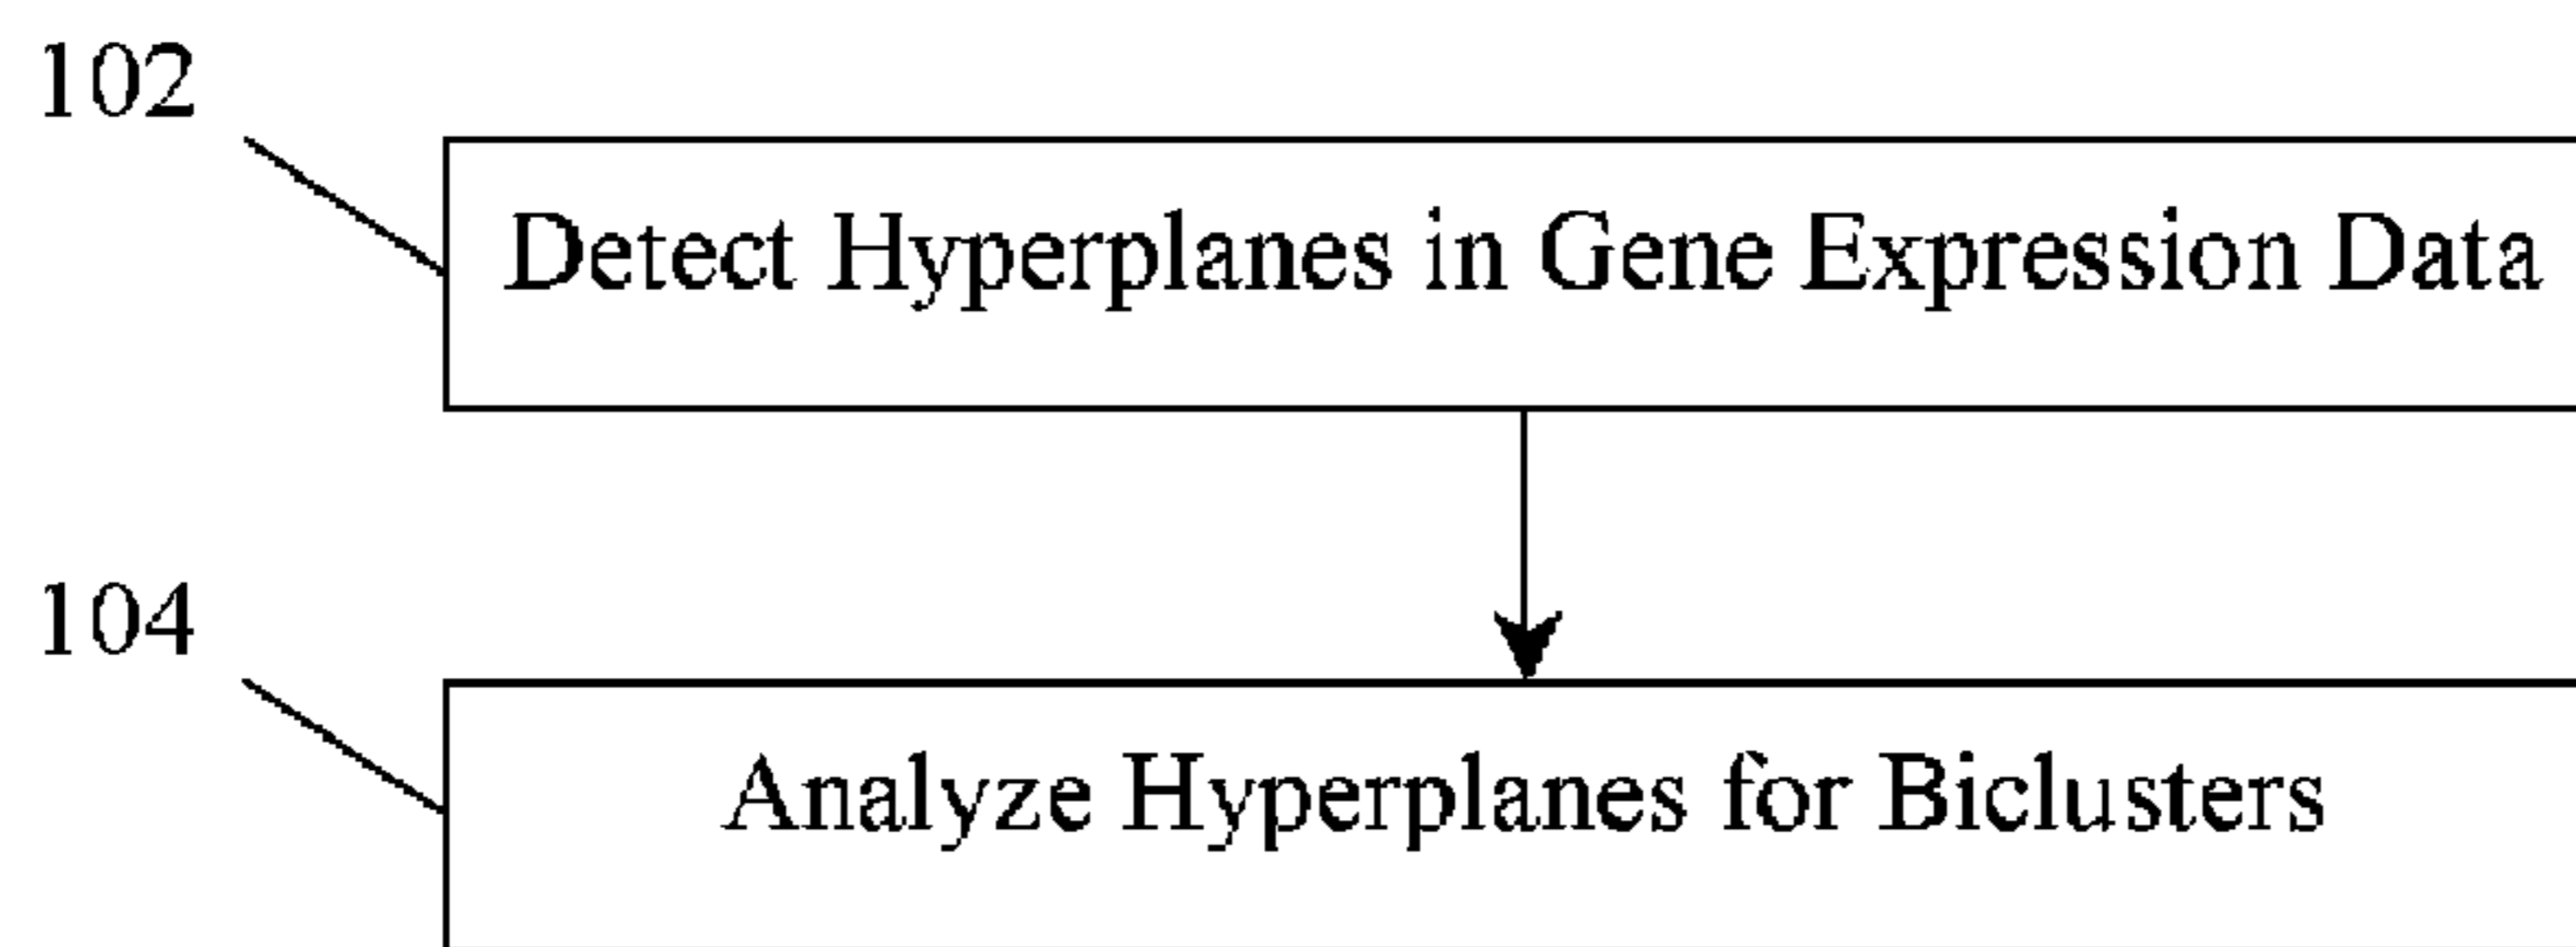 102
Detect Hyperplanes in Gene Expression Data
104
Analyze Hyperplanes for Biclusters